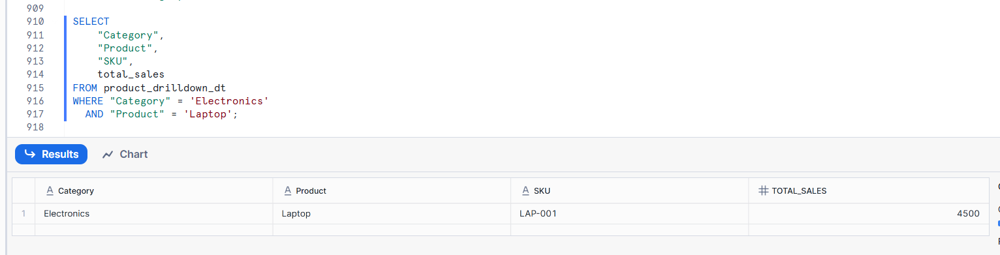 909
910 SELECT
911 "Category",
912 "Product",
913 "SKU",
914 total_sales
915 FROM product_drilldown_dt
916 WHERE "Category" = 'Electronics'
917 AND "Product" = 'Laptop';
918
Results Chart
Category Product SKU TOTAL_SALES
1 Electronics Laptop LAP-001 4500